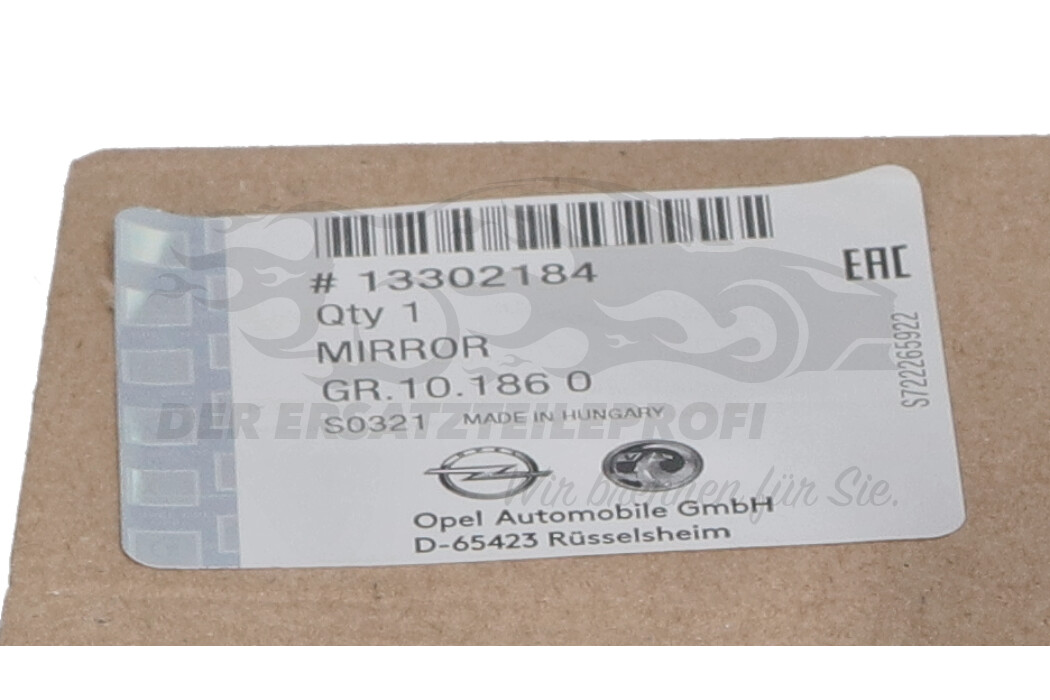 # 13302184
EAC
Qty 1
MIRROR
GR.10.186 0
S0321 MADE IN HUNGARY
S722265922
DER ERSATZTEILEPROFI
Wir brennen für Sie.
Opel Automobile GmbH
D-65423 Rüsselsheim